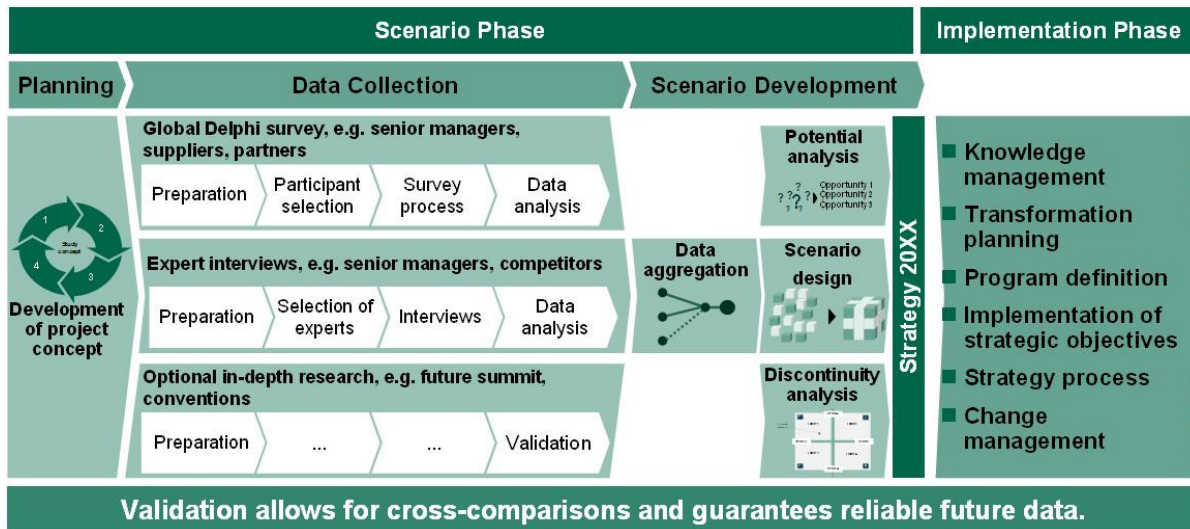 Scenario Phase
Implementation Phase
Planning
Data Collection
Scenario Development
1
2
3
4
Study
concept
Development
of project
concept
Global Delphi survey, e.g. senior managers,
suppliers, partners
Preparation
Participant
selection
Survey
process
Data
analysis
Expert interviews, e.g. senior managers, competitors
Preparation
Selection of
experts
Interviews
Data
analysis
Optional in-depth research, e.g. future summit,
conventions
Preparation
...
...
Validation
Data
aggregation
Potential
analysis
? ? ? ? ? ? ?
Opportunity 1
Opportunity 2
Opportunity 3
Scenario
design
Discontinuity
analysis
Strategy 20XX
Knowledge
management
Transformation
planning
Program definition
Implementation of
strategic objectives
Strategy process
Change
management
Validation allows for cross-comparisons and guarantees reliable future data.